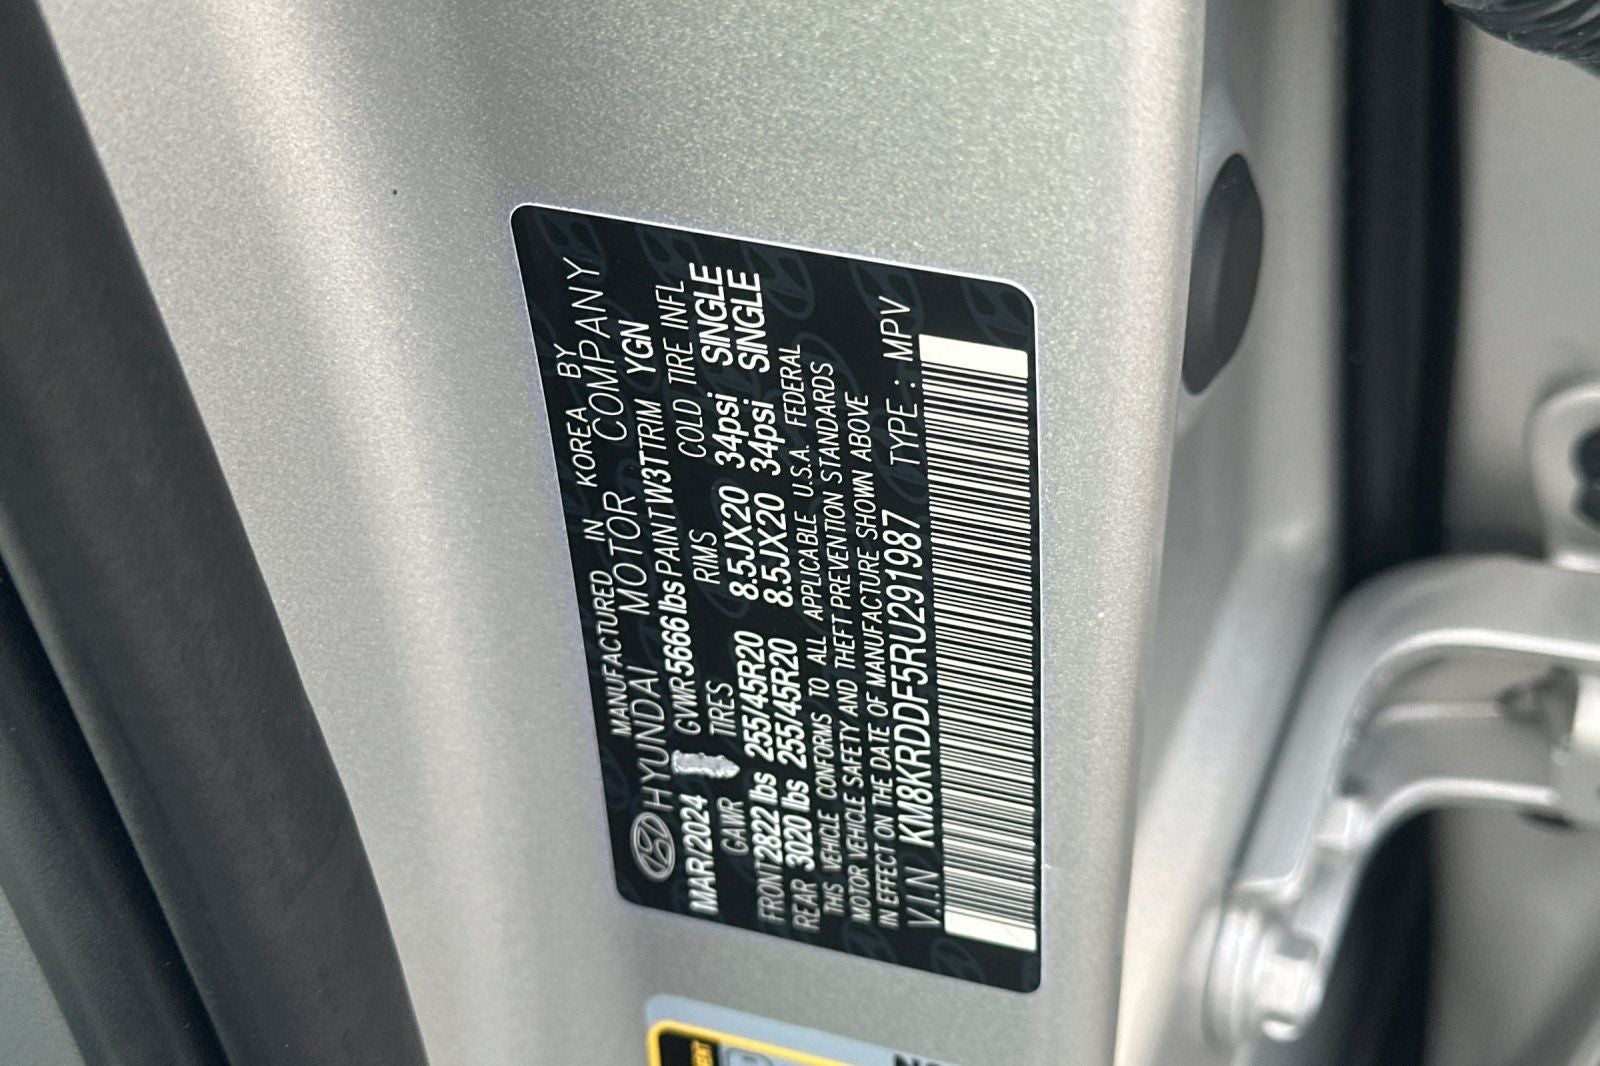 MANUFACTURED IN KOREA BY
HYUNDAI MOTOR COMPANY
MAR/2024 GVWR 5666 lbs PAINT W3T TRIM YGN
GAWR TIRES RIMS COLD TIRE INFL
FRONT 2822 lbs 255/45R20 8.5JX20 34psi SINGLE
REAR 3020 lbs 255/45R20 8.5JX20 34psi SINGLE
THIS VEHICLE CONFORMS TO ALL APPLICABLE U.S.A. FEDERAL
MOTOR VEHICLE SAFETY AND THEFT PREVENTION STANDARDS
IN EFFECT ON THE DATE OF MANUFACTURE SHOWN ABOVE
V.I.N KM8KRDDF5RU291987 TYPE : MPV